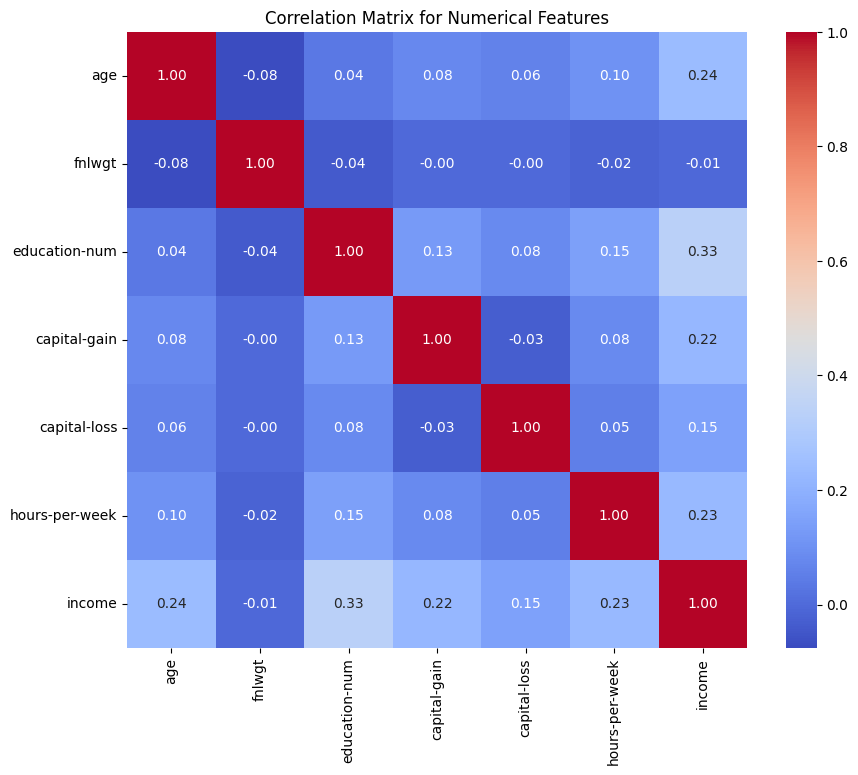 Correlation Matrix for Numerical Features
age 1.00 -0.08 0.04 0.08 0.06 0.10 0.24
fnlwgt -0.08 1.00 -0.04 -0.00 -0.00 -0.02 -0.01
education-num 0.04 -0.04 1.00 0.13 0.08 0.15 0.33
capital-gain 0.08 -0.00 0.13 1.00 -0.03 0.08 0.22
capital-loss 0.06 -0.00 0.08 -0.03 1.00 0.05 0.15
hours-per-week 0.10 -0.02 0.15 0.08 0.05 1.00 0.23
income 0.24 -0.01 0.33 0.22 0.15 0.23 1.00
age fnlwgt education-num capital-gain capital-loss hours-per-week income
1.0
0.8
0.6
0.4
0.2
0.0